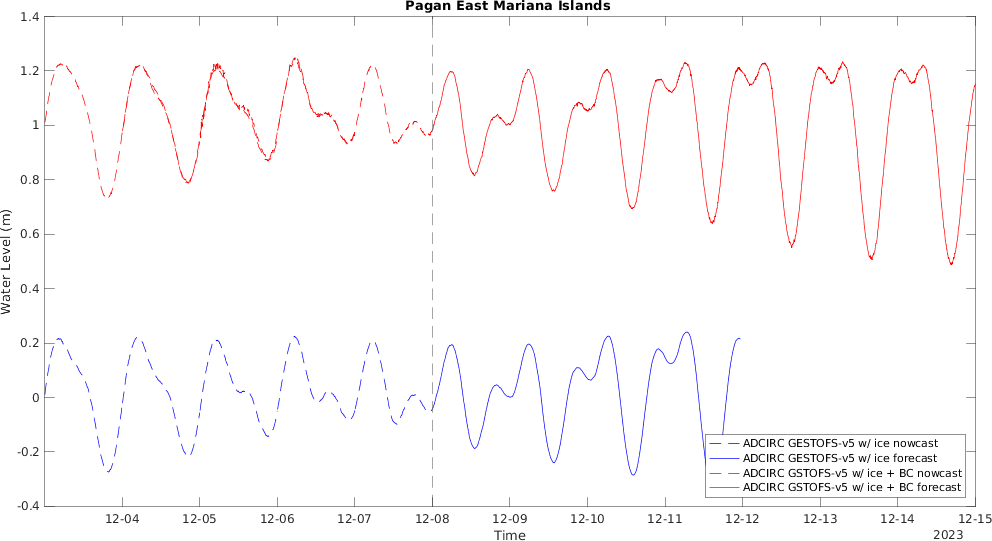 Pagan East Mariana Islands
1.4
1.2
1
0.8
0.6
0.4
0.2
0
-0.2
-0.4
Water Level (m)
ADCIRC GESTOFS-v5 w/ ice nowcast
ADCIRC GESTOFS-v5 w/ ice forecast
ADCIRC GSTOFS-v5 w/ ice + BC nowcast
ADCIRC GSTOFS-v5 w/ ice + BC forecast
12-04 12-05 12-06 12-07 12-08 12-09 12-10 12-11 12-12 12-13 12-14 12-15
Time
2023